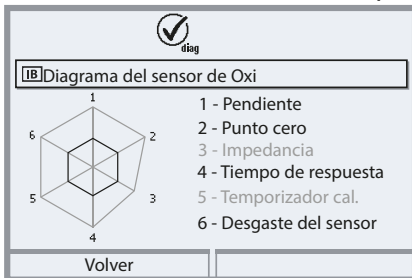 diag
IB Diagrama del sensor de Oxi
1
2
3
4
5
6
1 - Pendiente
2 - Punto cero
3 - Impedancia
4 - Tiempo de respuesta
5 - Temporizador cal.
6 - Desgaste del sensor
Volver